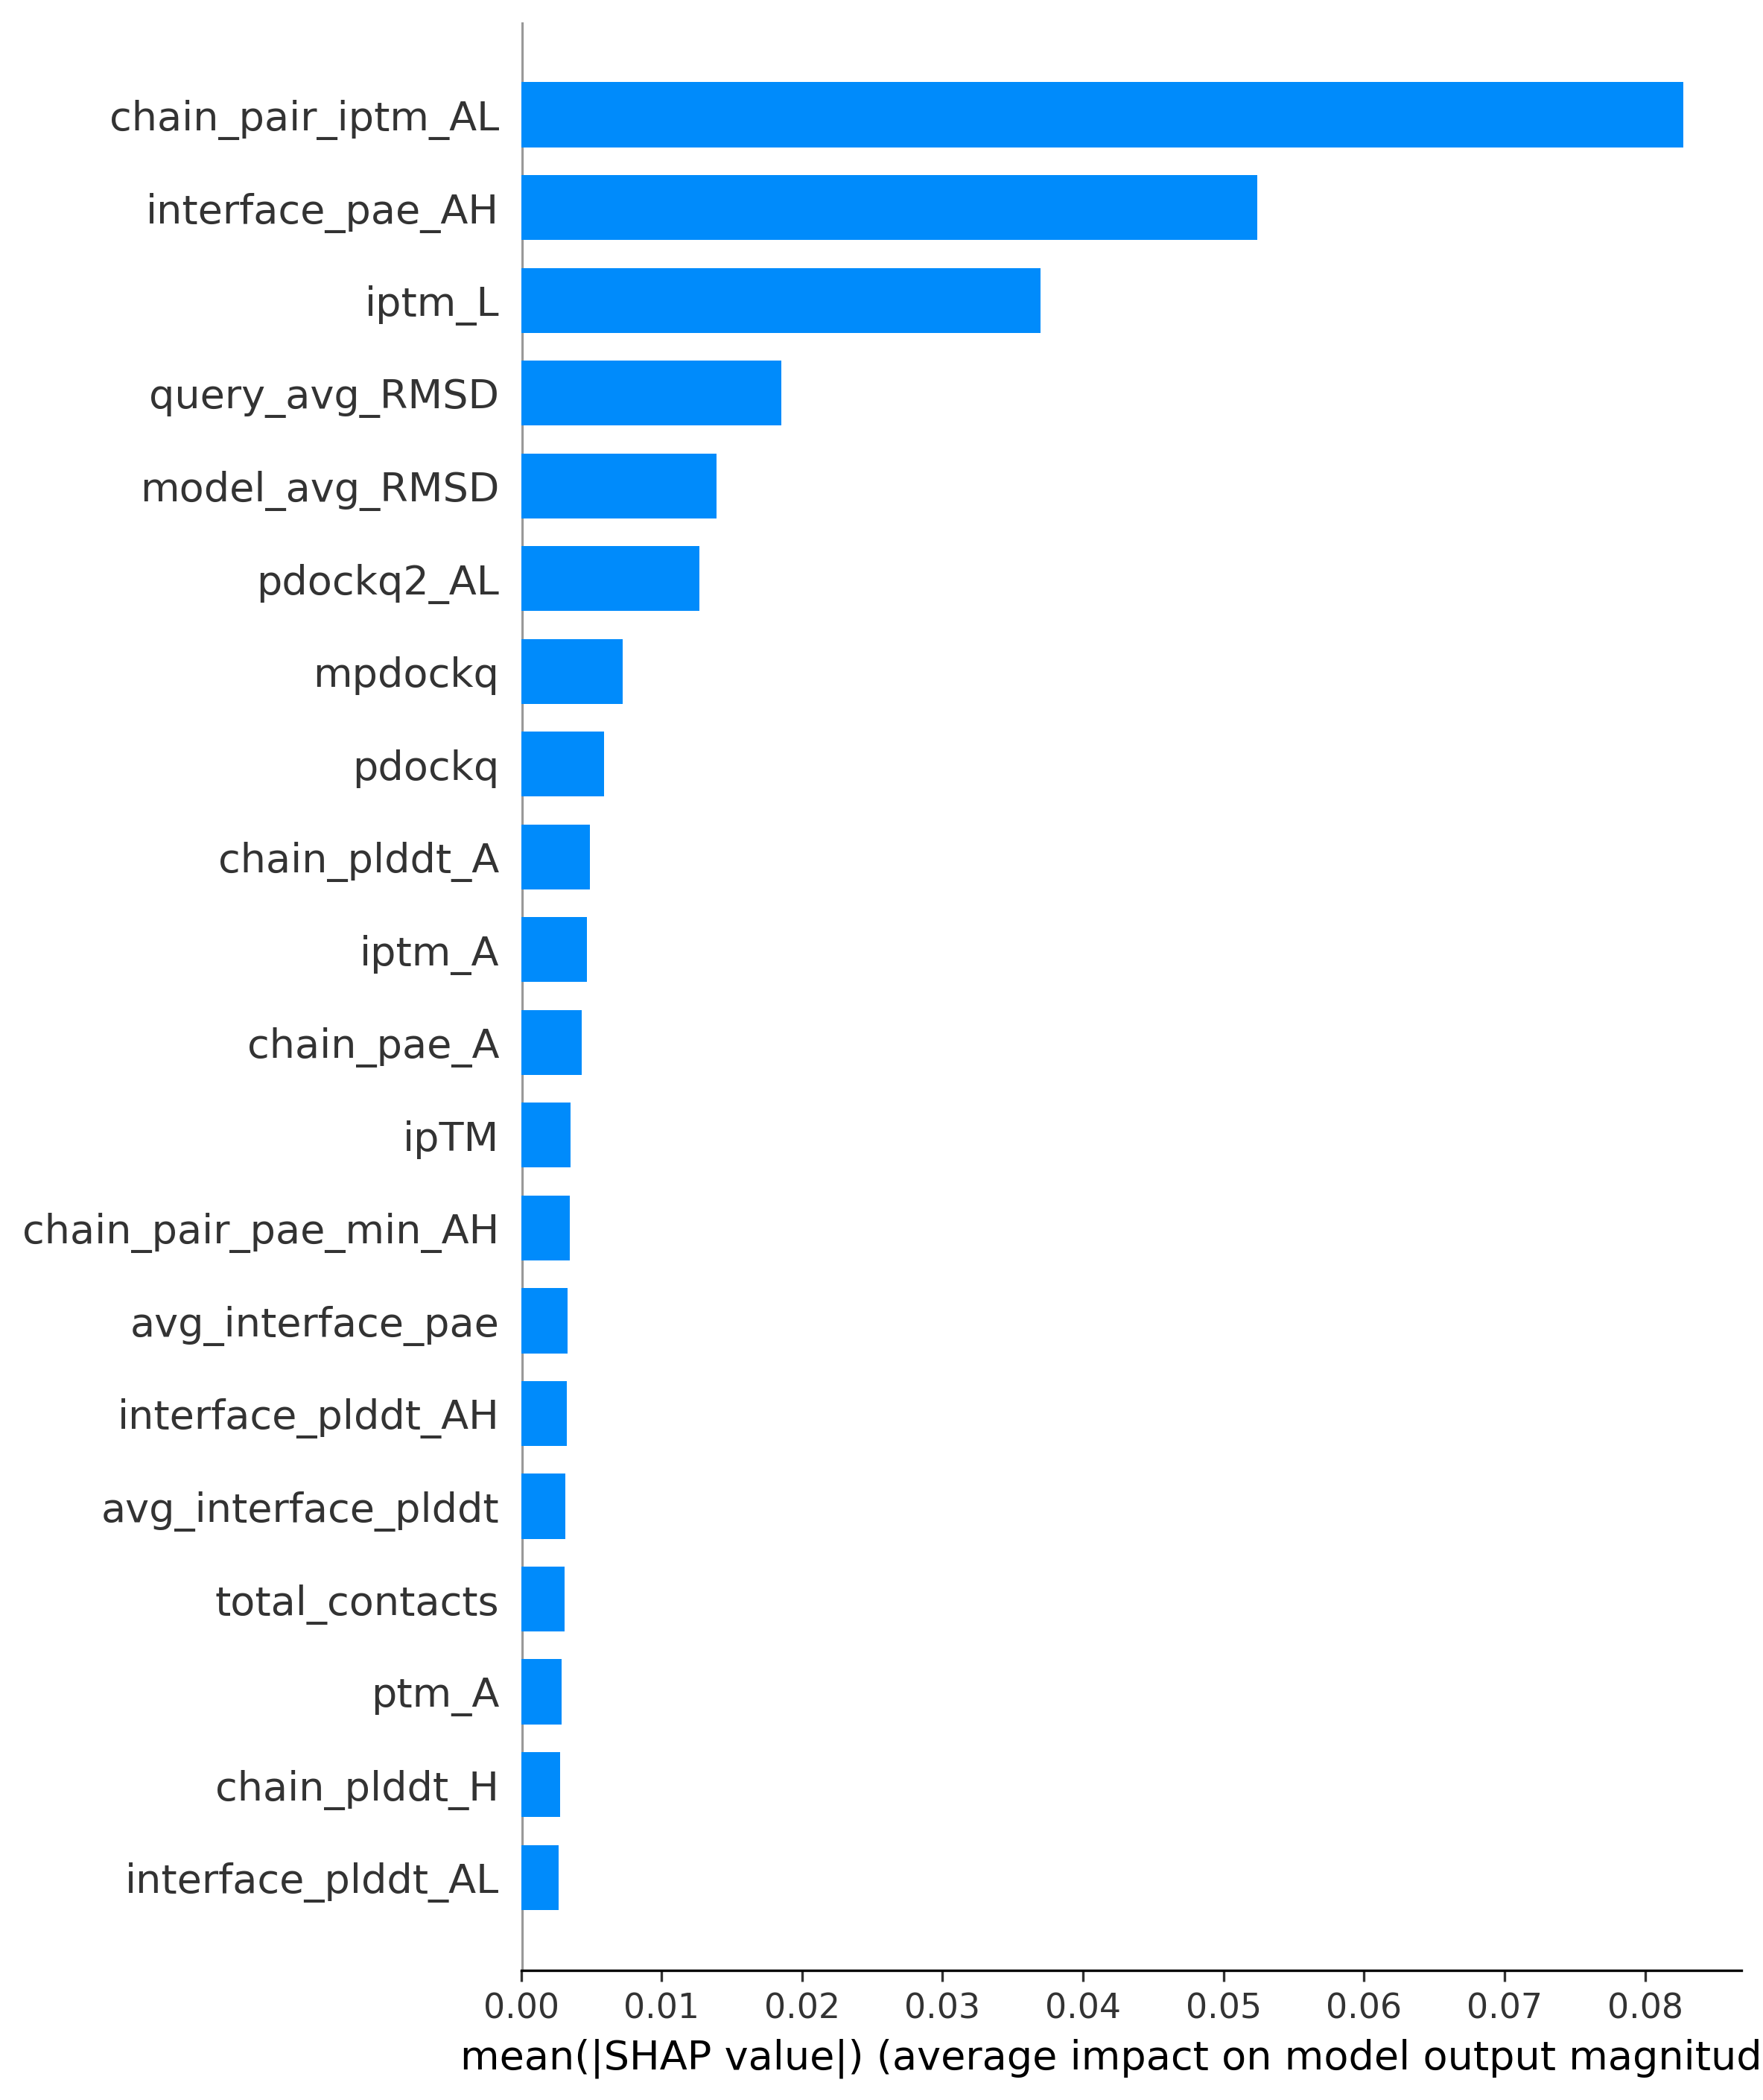 chain_pair_iptm_AL
interface_pae_AH
iptm_L
query_avg_RMSD
model_avg_RMSD
pdockq2_AL
mpdockq
pdockq
chain_plddt_A
iptm_A
chain_pae_A
ipTM
chain_pair_pae_min_AH
avg_interface_pae
interface_plddt_AH
avg_interface_plddt
total_contacts
ptm_A
chain_plddt_H
interface_plddt_AL
0.00 0.01 0.02 0.03 0.04 0.05 0.06 0.07 0.08
mean(|SHAP value|) (average impact on model output magnitud